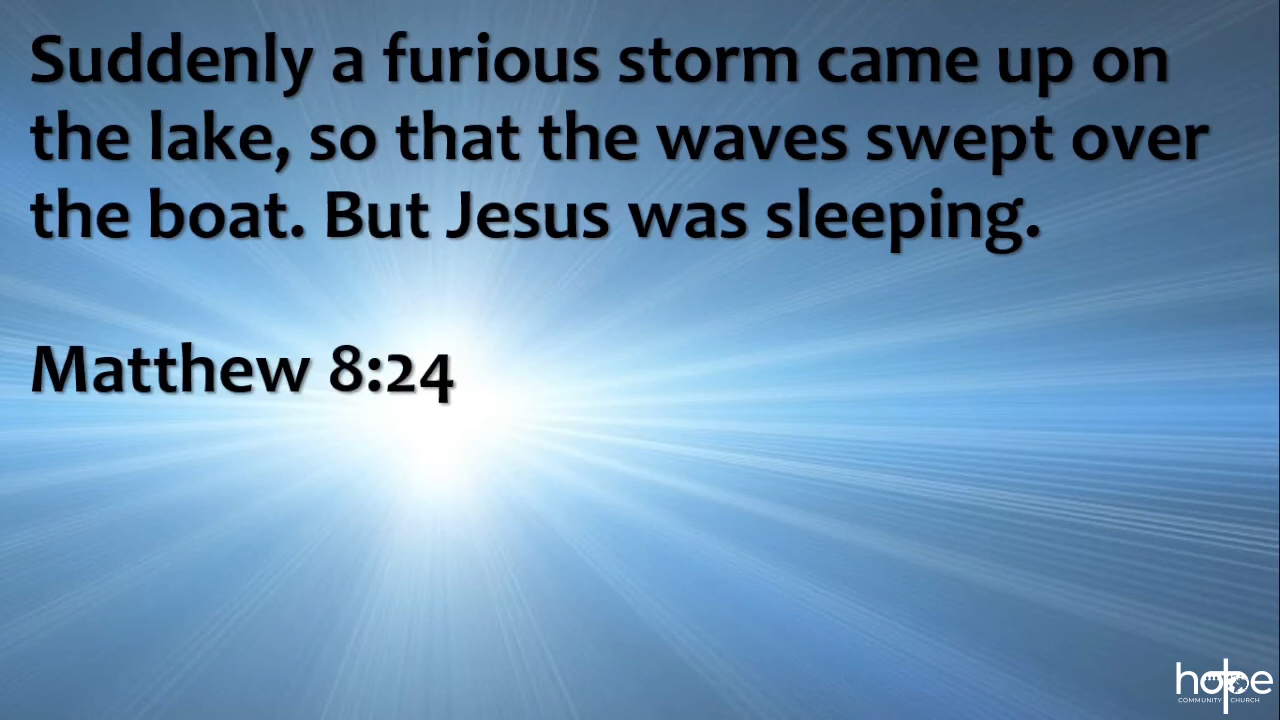 Suddenly a furious storm came up on
the lake, so that the waves swept over
the boat. But Jesus was sleeping.
Matthew 8:24
hope
COMMUNITY CHURCH